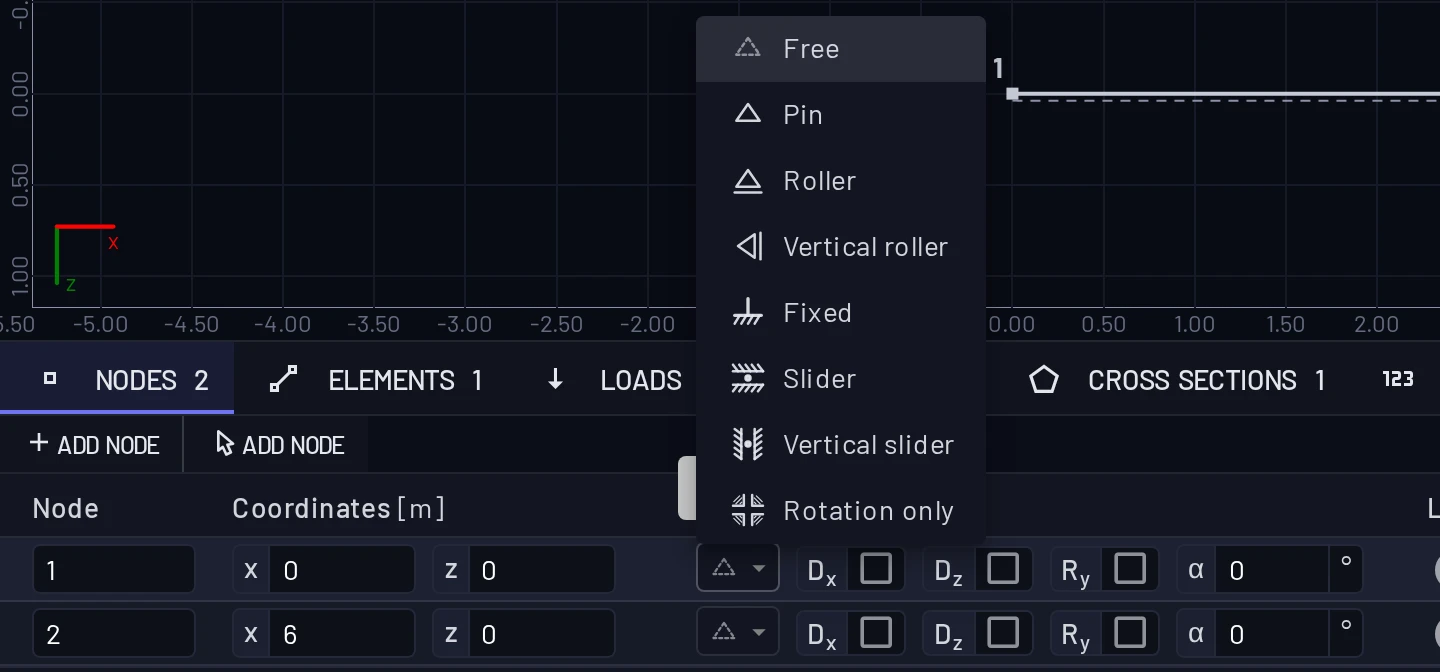 Free
1
0.00
Pin
Roller
0.50
Vertical roller
x
1.00
z
Fixed
-5.00 -4.50 -4.00 -3.50 -3.00 -2.50 -2.00 0.00 0.50 1.00 1.50 2.00
NODES 2 ELEMENTS 1 LOADS Slider CROSS SECTIONS 1 123
+ ADD NODE ADD NODE Vertical slider
Node Coordinates [m] Rotation only
1 x 0 z 0 Dx Dz Ry α 0 °
2 x 6 z 0 Dx Dz Ry α 0 °